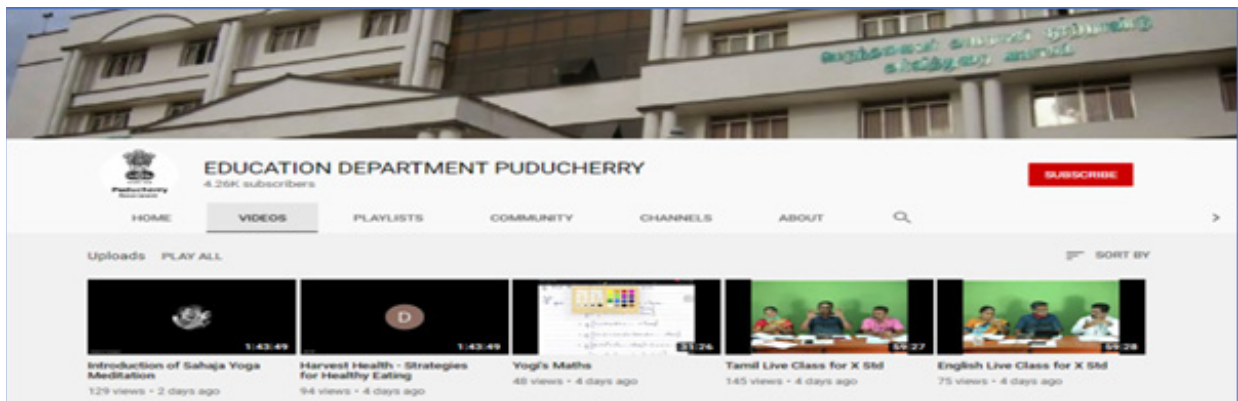 EDUCATION DEPARTMENT PUDUCHERRY
4.26K subscribers
SUBSCRIBE
Puducherry
HOME VIDEOS PLAYLISTS COMMUNITY CHANNELS ABOUT
Uploads PLAY ALL
SORT BY
D
1:43:49 1:43:49 31:26 59:27 59:28
Introduction of Sahaja Yoga Meditation
129 views • 2 days ago
Harvest Health - Strategies for Healthy Eating
94 views • 4 days ago
Yogi's Maths
48 views • 4 days ago
Tamil Live Class for X Std
145 views • 4 days ago
English Live Class for X Std
75 views • 4 days ago